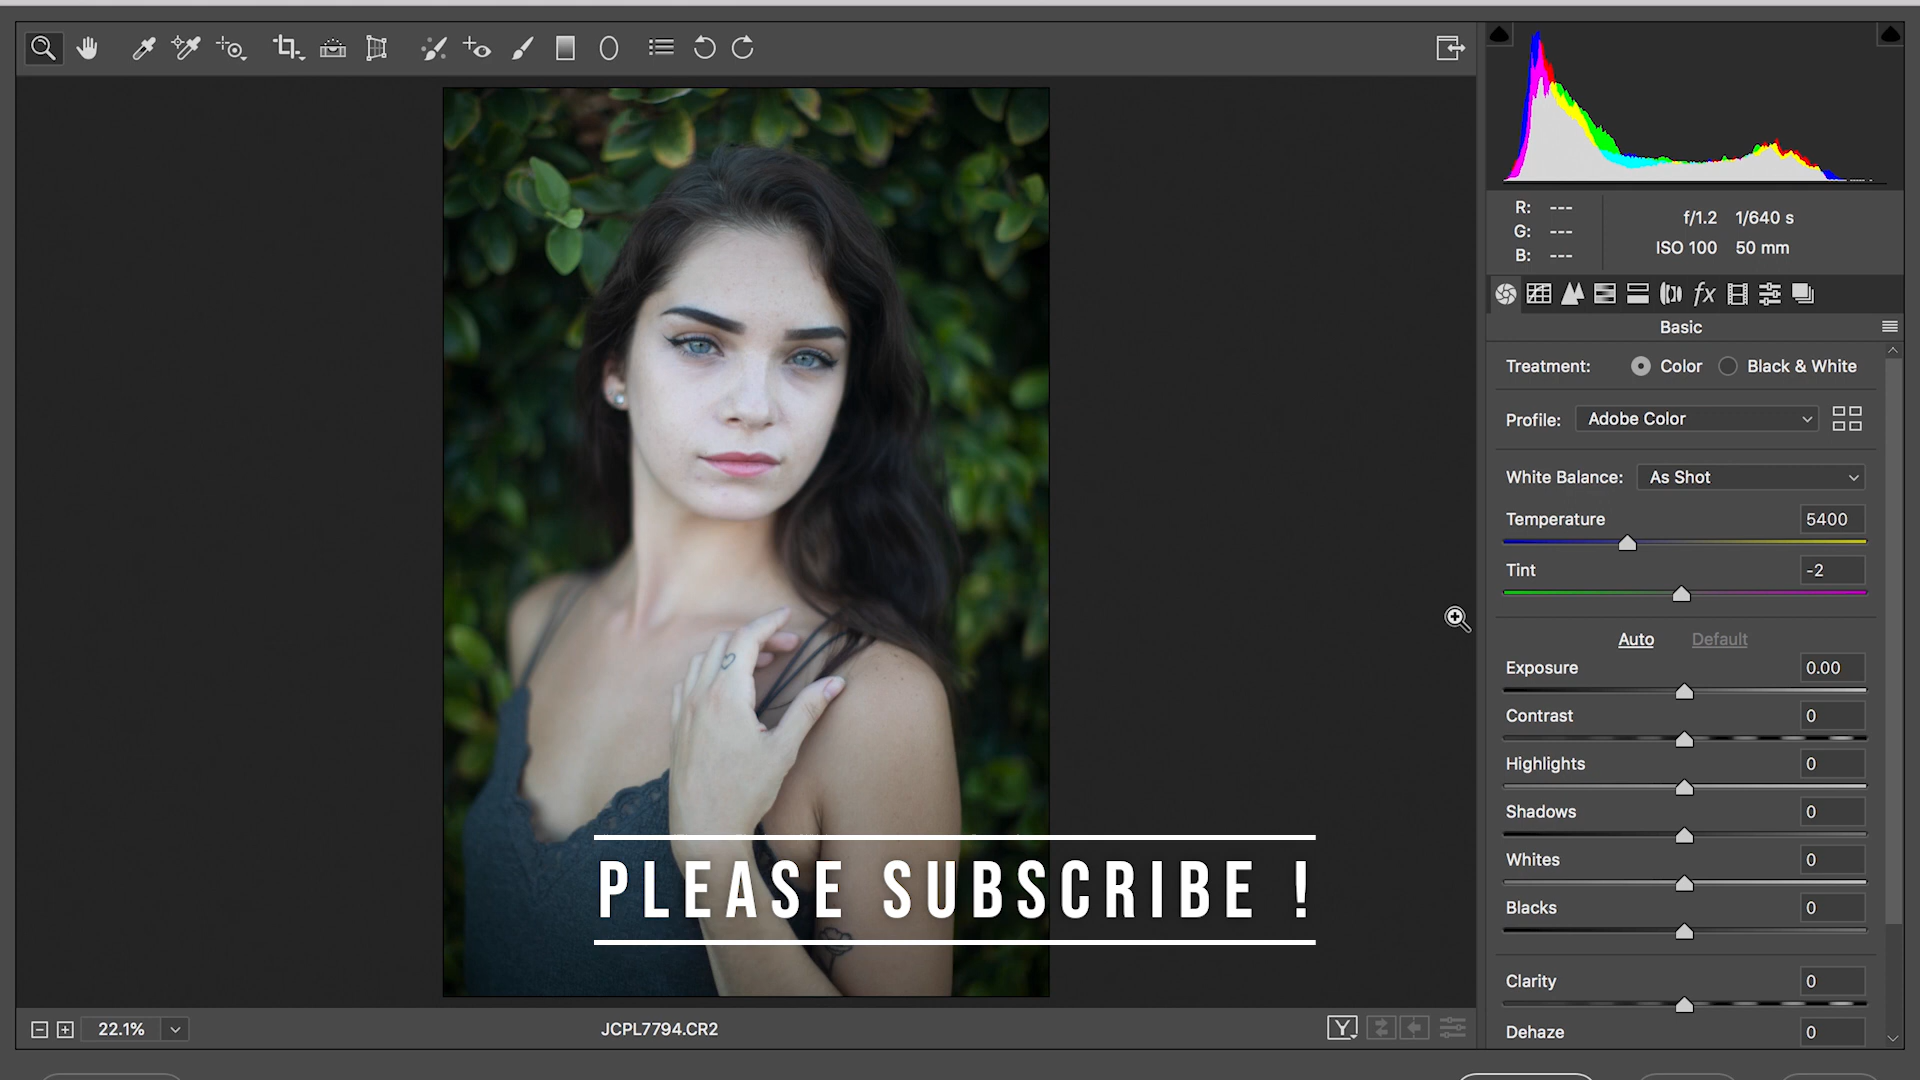 R: ---
G: ---
B: ---
f/1.2 1/640 s
ISO 100 50 mm
fx
Basic
Treatment: Color Black & White
Profile: Adobe Color
White Balance: As Shot
Temperature 5400
Tint -2
Auto Default
Exposure 0.00
Contrast 0
Highlights 0
Shadows 0
Whites 0
Blacks 0
Clarity 0
Dehaze 0
PLEASE SUBSCRIBE !
22.1%
JCPL7794.CR2
Y